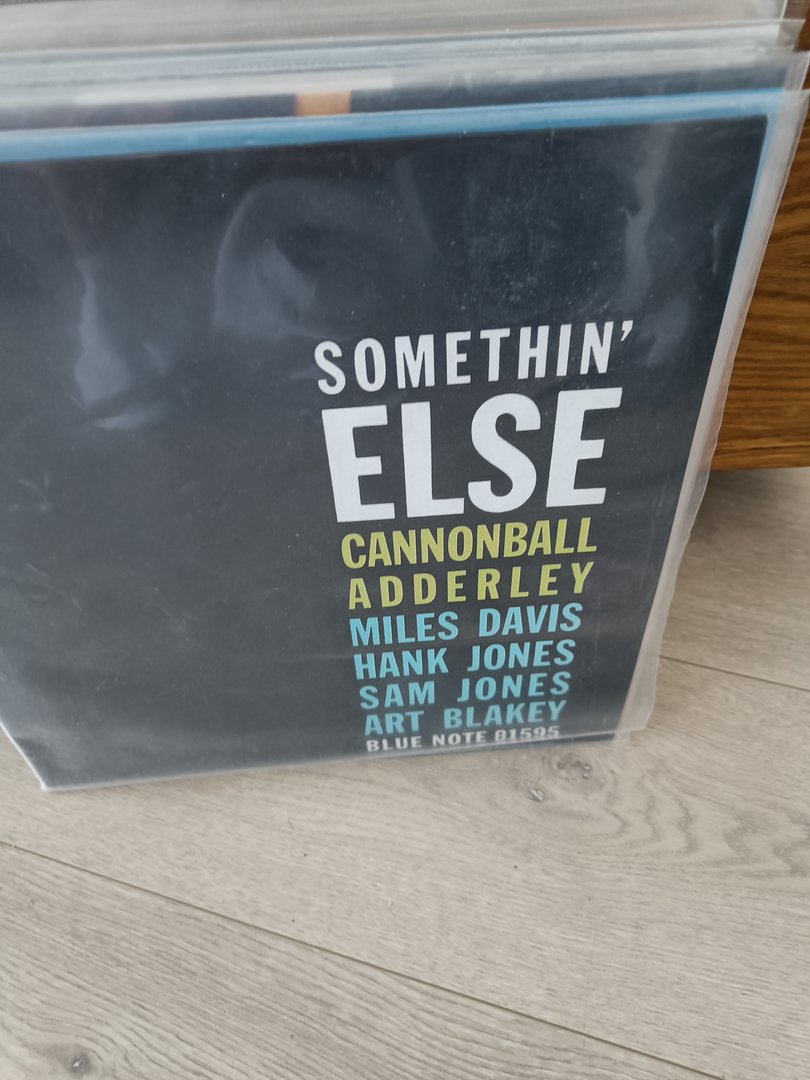 SOMETHIN'
ELSE
CANNONBALL
ADDERLEY
MILES DAVIS
HANK JONES
SAM JONES
ART BLAKEY
BLUE NOTE 81595